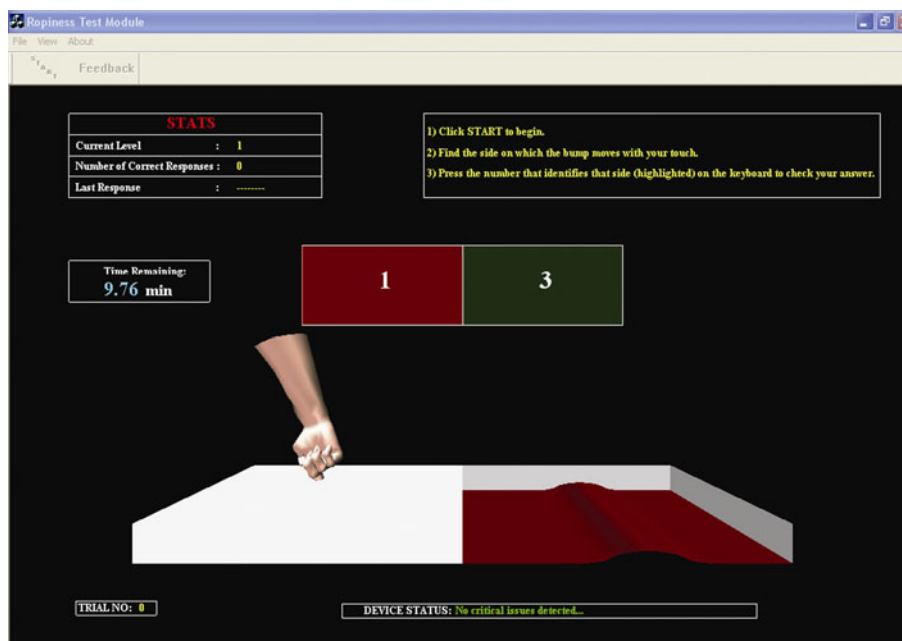 Ropiness Test Module
File View About
START Feedback
STATS
Current Level : 1
Number of Correct Responses : 0
Last Response : --------
1) Click START to begin.
2) Find the side on which the bump moves with your touch.
3) Press the number that identifies that side (highlighted) on the keyboard to check your answer.
Time Remaining:
9.76 min
1 3
TRIAL NO: 0
DEVICE STATUS: No critical issues detected...